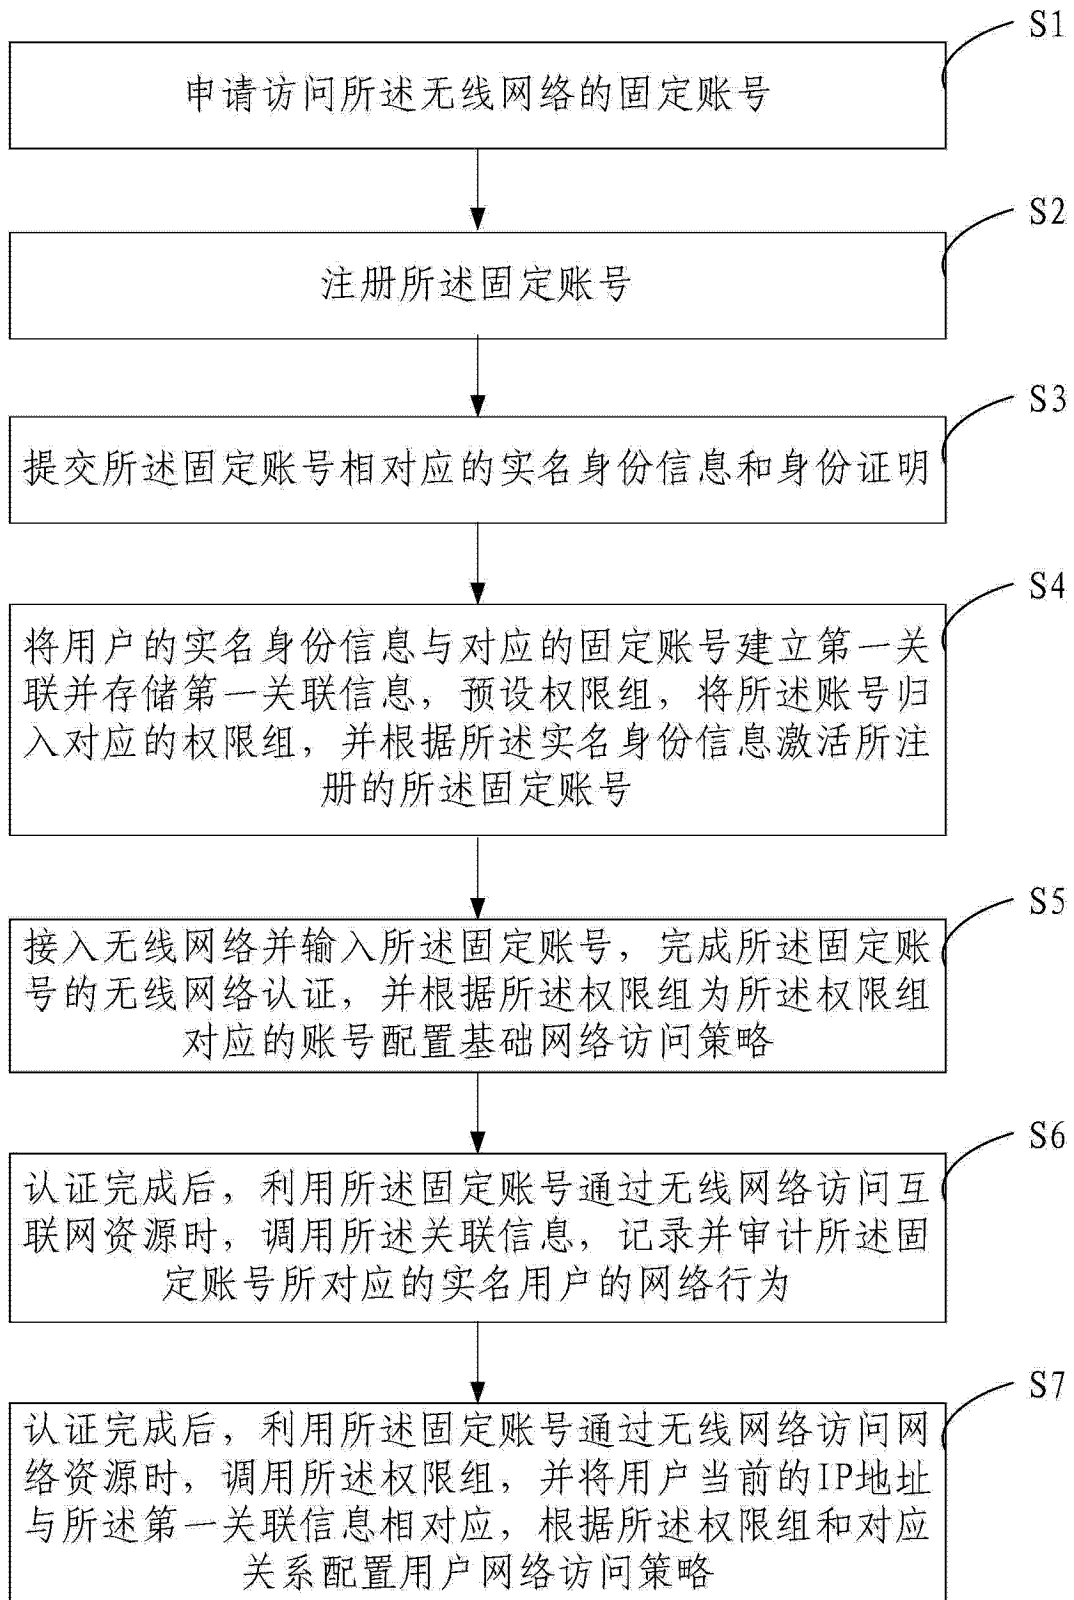 S1
申请访问所述无线网络的固定账号
S2
注册所述固定账号
S3
提交所述固定账号相对应的实名身份信息和身份证明
S4
将用户的实名身份信息与对应的固定账号建立第一关
联并存储第一关联信息，预设权限组，将所述账号归
入对应的权限组，并根据所述实名身份信息激活所注
册的所述固定账号
S5
接入无线网络并输入所述固定账号，完成所述固定账
号的无线网络认证，并根据所述权限组为所述权限组
对应的账号配置基础网络访问策略
S6
认证完成后，利用所述固定账号通过无线网络访问互
联网资源时，调用所述关联信息，记录并审计所述固
定账号所对应的实名用户的网络行为
S7
认证完成后，利用所述固定账号通过无线网络访问网
络资源时，调用所述权限组，并将用户当前的IP地址
与所述第一关联信息相对应，根据所述权限组和对应
关系配置用户网络访问策略